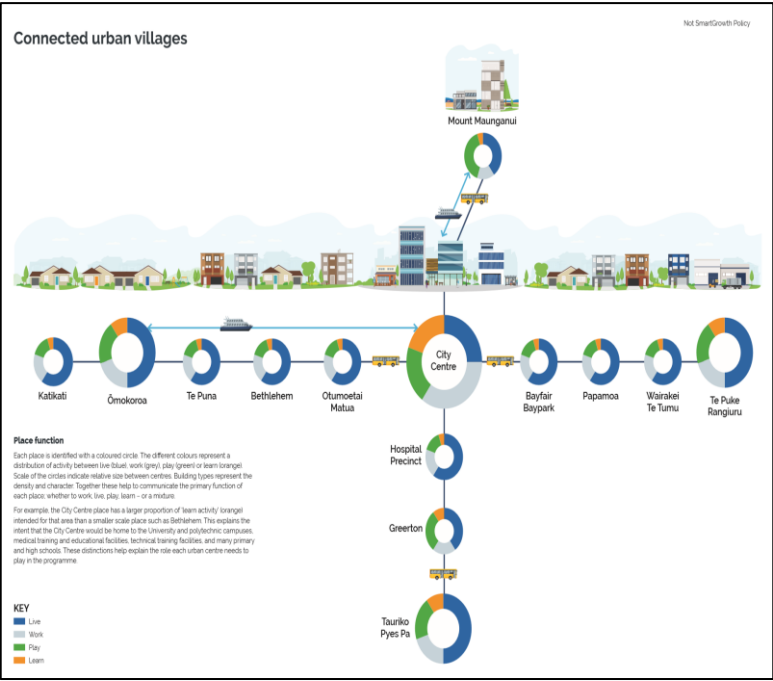 Not SmartGrowth Policy
Connected urban villages
Mount Maunganui
City
Centre
Katikati
Ōmokoroa
Te Puna
Bethlehem
Otumoetai
Matua
Bayfair
Baypark
Papamoa
Wairakei
Te Tumu
Te Puke
Rangiuru
Place function
Each place is identified with a coloured circle. The different colours represent a
distribution of activity between live (blue), work (grey), play (green) or learn (orange)
Scale of the circles indicate relative size between centres. Building types represent the
density and character. Together these help to communicate the primary function of
each place; whether to work, live, play, learn – or a mixture.
For example, the City Centre place has a larger proportion of 'learn activity' (orange)
intended for that area than a smaller scale place such as Bethlehem. This explains the
intent that the City Centre would be home to the University and polytechnic campuses,
medical training and educational facilities, technical training facilities, and many primary
and high schools. These distinctions help explain the role each urban centre needs to
play in the programme.
Hospital
Precinct
Greerton
Tauriko
Pyes Pa
KEY
Live
Work
Play
Learn